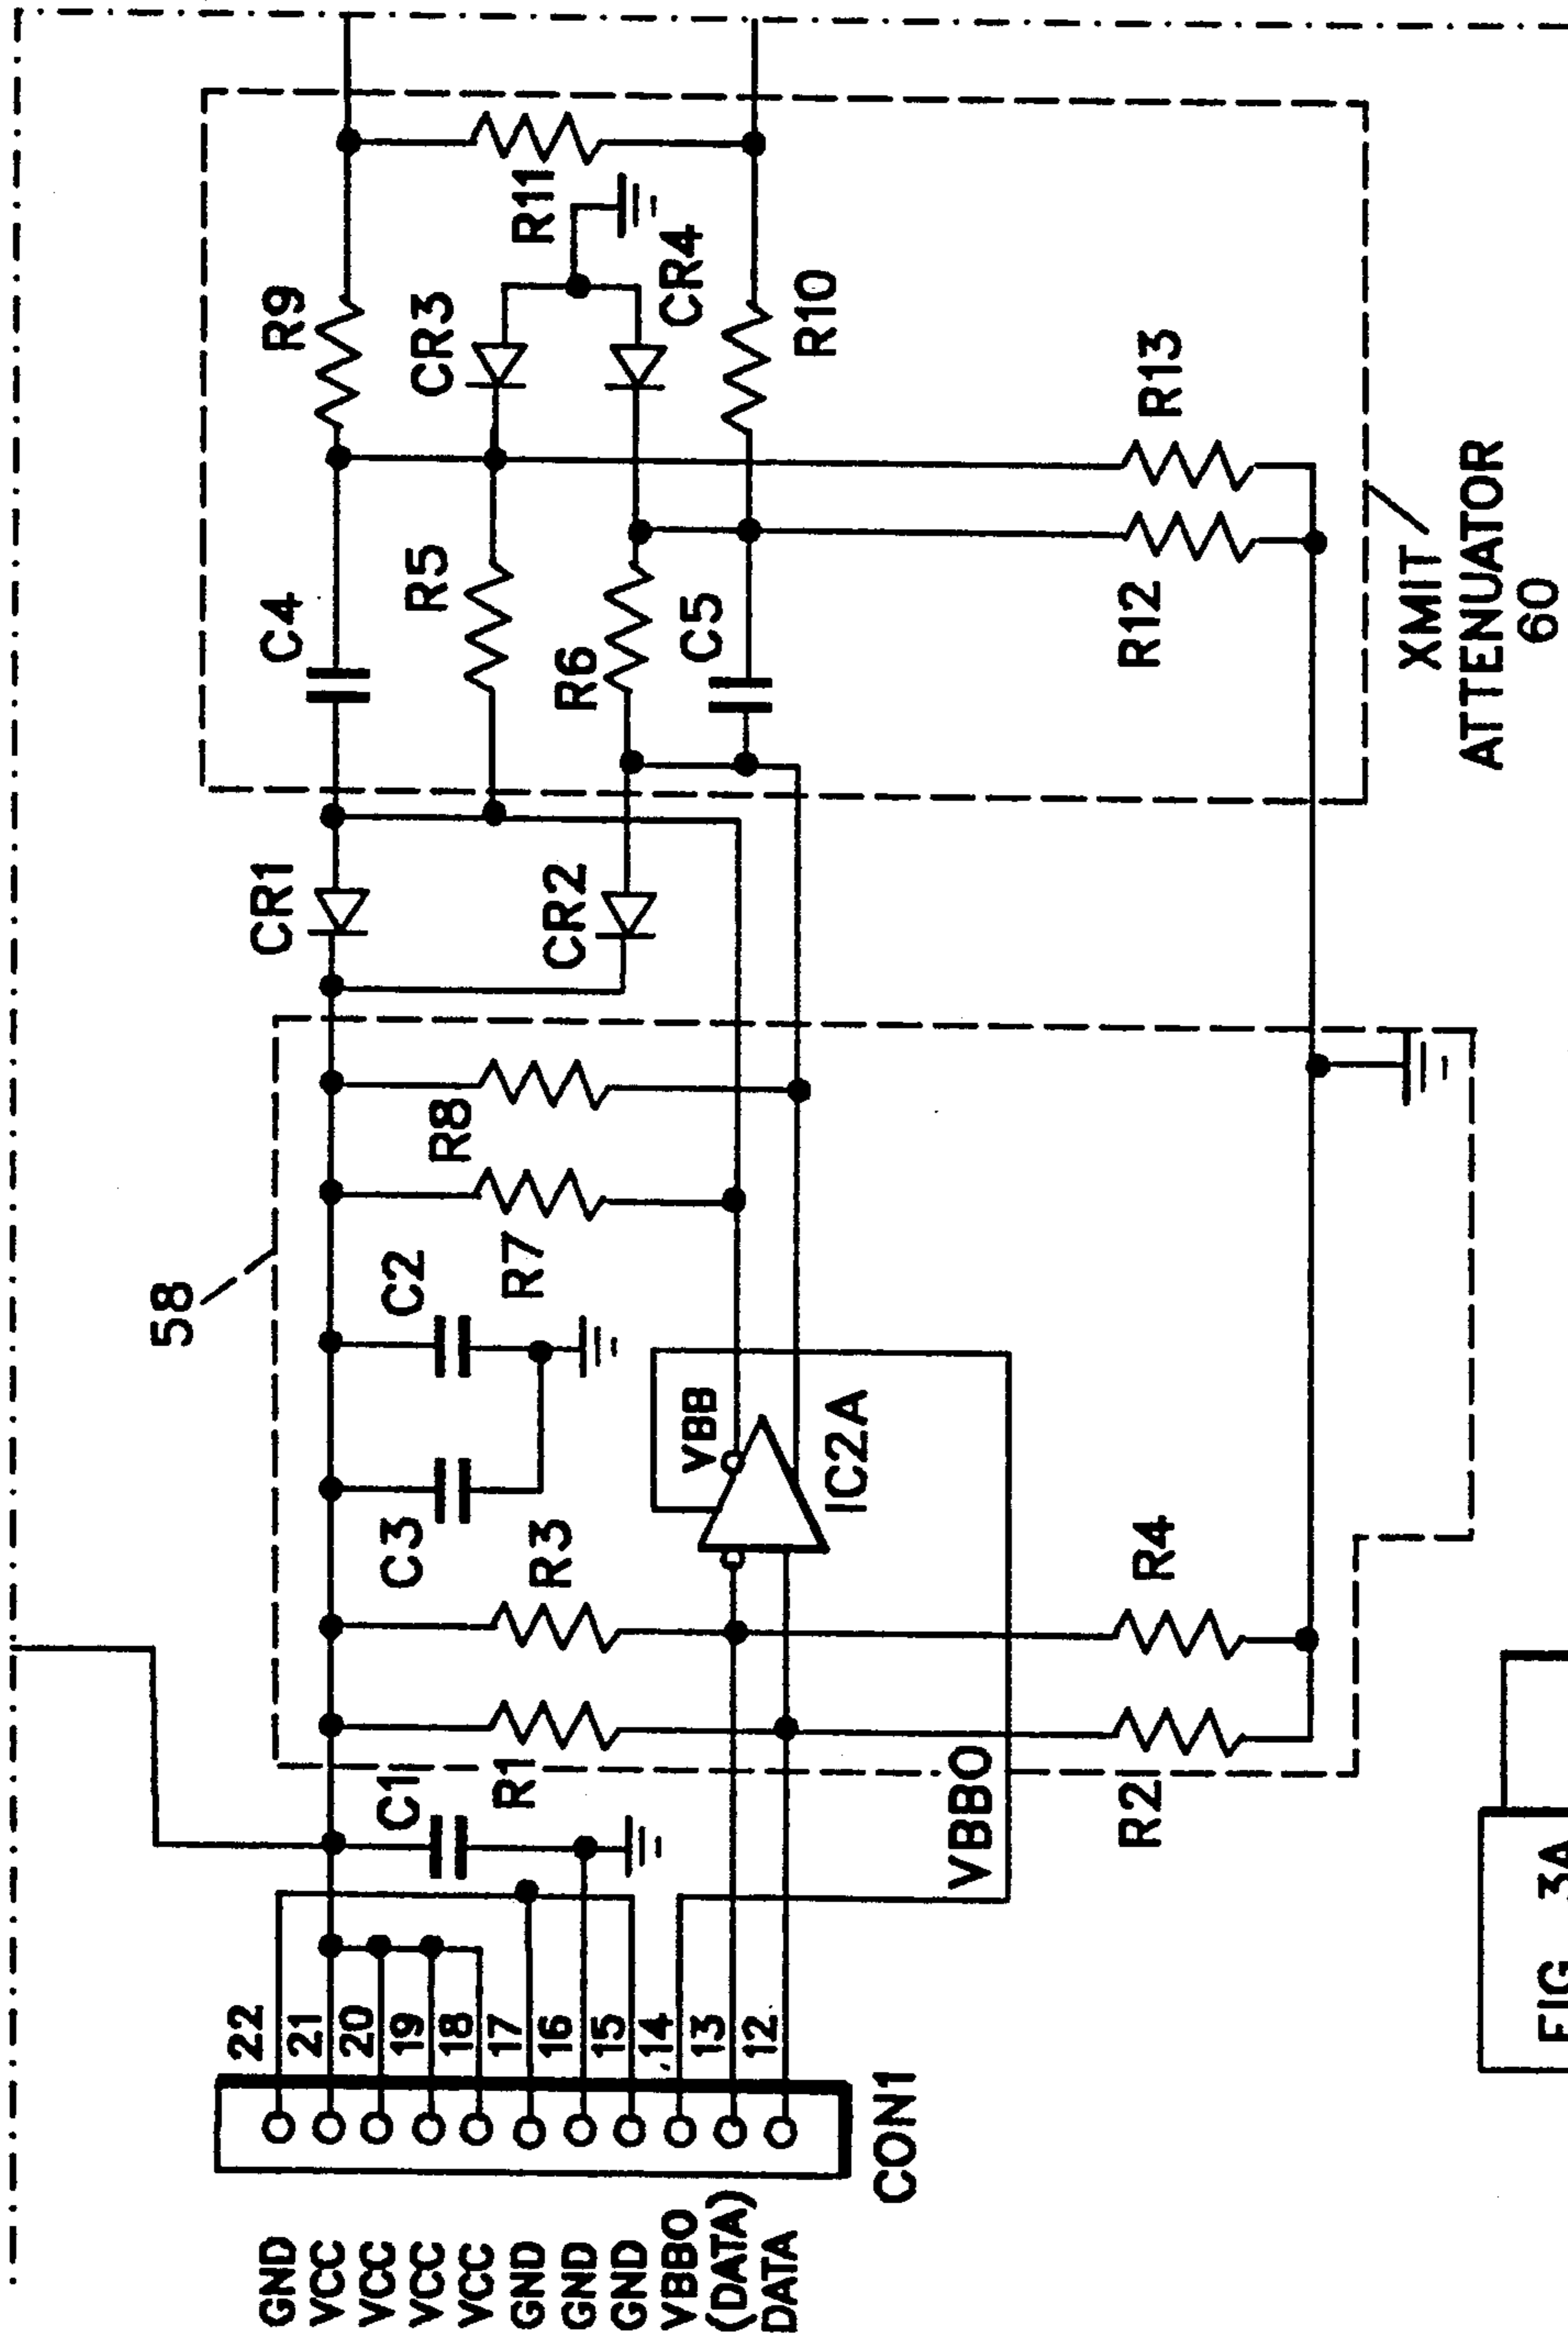 GND 22
VCC 21
VCC 20
VCC 19
VCC 18
GND 17
GND 16
GND 15
VBBO 14
(DATA) 13
DATA 12
CON1
C1
R1
VBBO
R2
58
C3
C2
R3
R7
R8
VBB
IC2A
R4
CR1
CR2
C4
R9
R5
CR3
R11
R6
CR4
C5
R10
R12
R13
XMIT
ATTENUATOR
60
FIG 3A